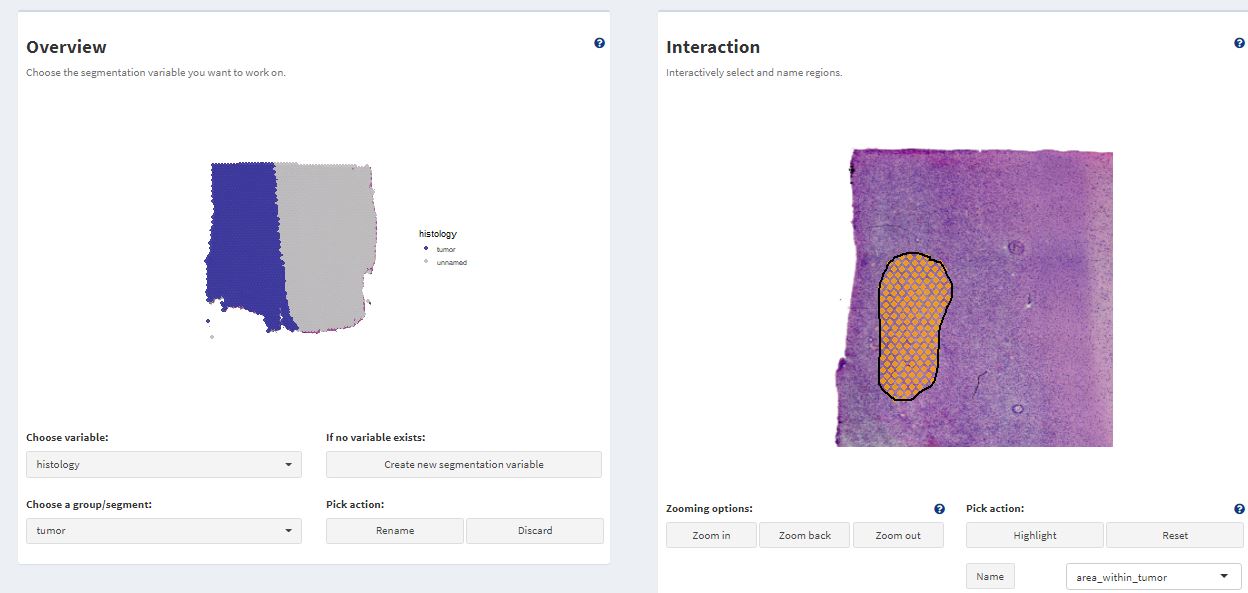 Overview
?
Choose the segmentation variable you want to work on.
histology
tumor
unnamed
Choose variable:
If no variable exists:
histology
Create new segmentation variable
Choose a group/segment:
Pick action:
tumor
Rename
Discard
Interaction
?
Interactively select and name regions.
Zooming options:
?
Pick action:
?
Zoom in
Zoom back
Zoom out
Highlight
Reset
Name
area_within_tumor